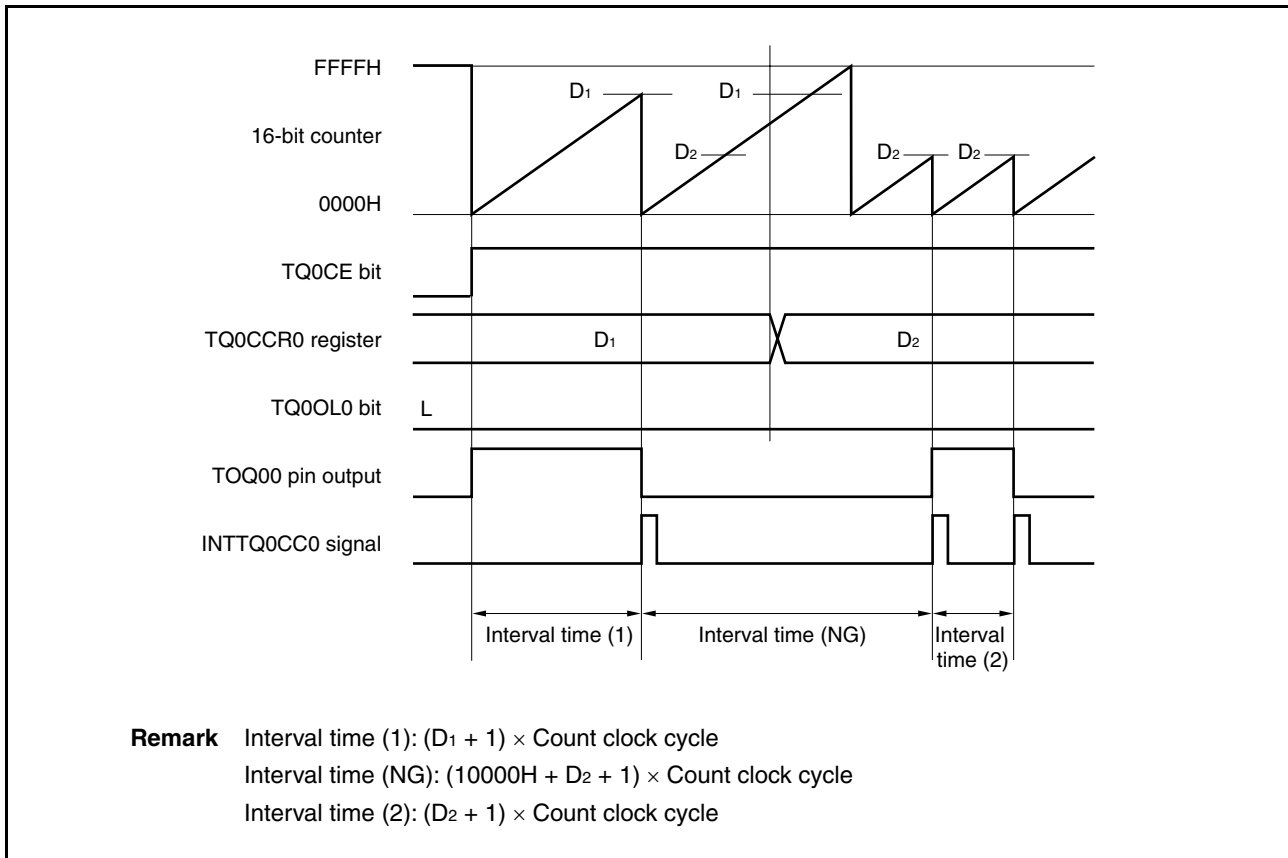 FFFFH
D1
D1
16-bit counter
D2
D2
D2
0000H
TQ0CE bit
TQ0CCR0 register
D1
D2
TQ0OL0 bit
L
TOQ00 pin output
INTTQ0CC0 signal
Interval time (1)
Interval time (NG)
Interval
time (2)
Remark Interval time (1): (D1 + 1) × Count clock cycle
Interval time (NG): (10000H + D2 + 1) × Count clock cycle
Interval time (2): (D2 + 1) × Count clock cycle